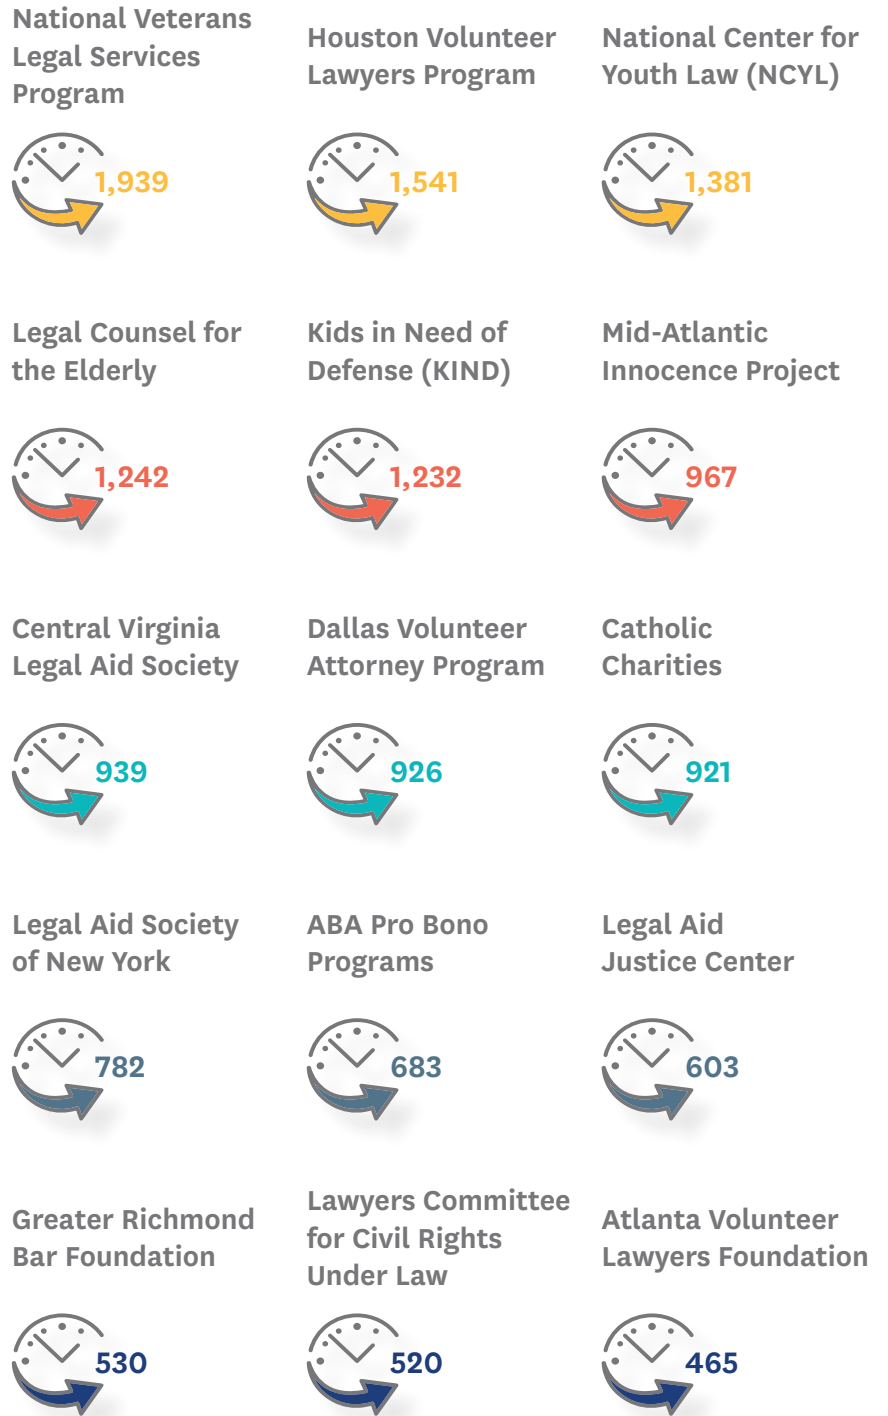 National Veterans
Legal Services
Program
1,939
Houston Volunteer
Lawyers Program
1,541
National Center for
Youth Law (NCYL)
1,381
Legal Counsel for
the Elderly
1,242
Kids in Need of
Defense (KIND)
1,232
Mid-Atlantic
Innocence Project
967
Central Virginia
Legal Aid Society
939
Dallas Volunteer
Attorney Program
926
Catholic
Charities
921
Legal Aid Society
of New York
782
ABA Pro Bono
Programs
683
Legal Aid
Justice Center
603
Greater Richmond
Bar Foundation
530
Lawyers Committee
for Civil Rights
Under Law
520
Atlanta Volunteer
Lawyers Foundation
465